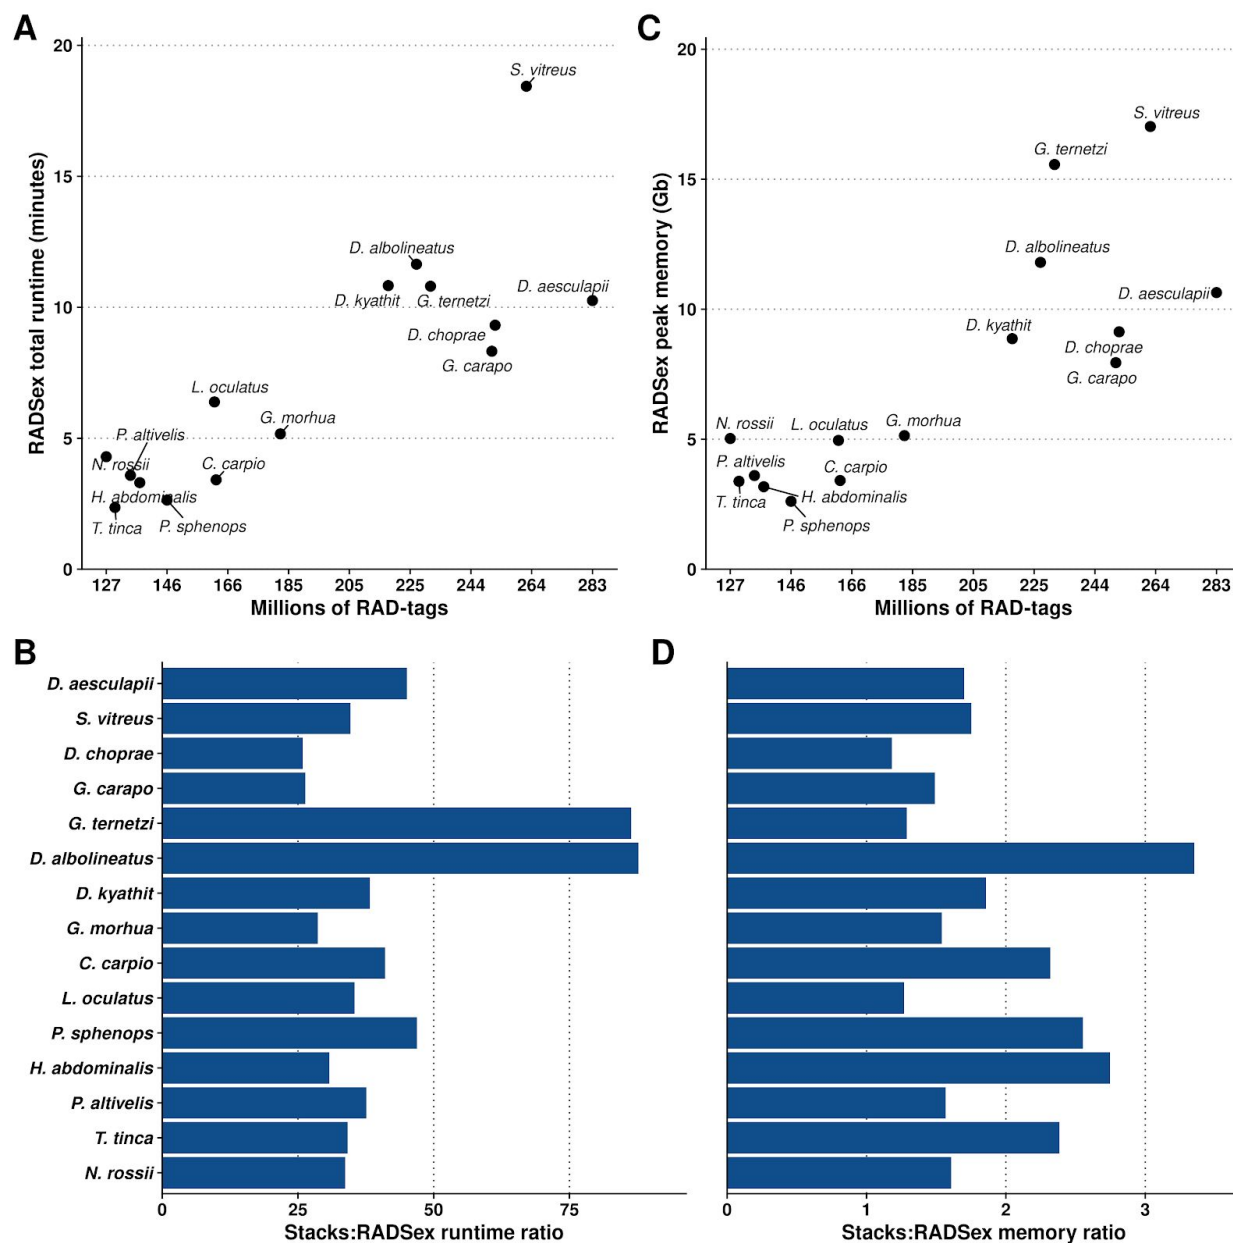 A
20
15
10
5
0
RADSex total runtime (minutes)
S. vitreus
D. albolineatus
D. kyathit
G. ternetzi
D. aesculapii
D. choprae
G. carapo
L. oculatus
G. morhua
P. altivelis
N. rossii
C. carpio
H. abdominalis
T. tinca
P. sphenops
127 146 166 185 205 225 244 264 283
Millions of RAD-tags
C
20
15
10
5
0
RADSex peak memory (Gb)
S. vitreus
G. ternetzi
D. albolineatus
D. aesculapii
D. kyathit
D. choprae
G. carapo
N. rossii
L. oculatus
G. morhua
P. altivelis
C. carpio
T. tinca
H. abdominalis
P. sphenops
127 146 166 185 205 225 244 264 283
Millions of RAD-tags
B
D. aesculapii
S. vitreus
D. choprae
G. carapo
G. ternetzi
D. albolineatus
D. kyathit
G. morhua
C. carpio
L. oculatus
P. sphenops
H. abdominalis
P. altivelis
T. tinca
N. rossii
0 25 50 75
Stacks:RADSex runtime ratio
D
0 1 2 3
Stacks:RADSex memory ratio